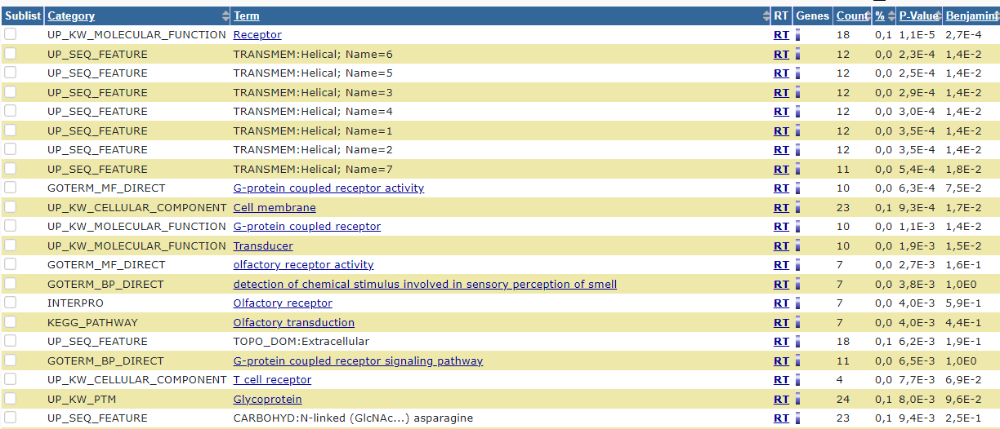 Sublist Category Term RT Genes Count % P-Value Benjamini
UP_KW_MOLECULAR_FUNCTION Receptor RT 18 0,1 1,1E-5 2,7E-4
UP_SEQ_FEATURE TRANSMEM:Helical; Name=6 RT 12 0,0 2,3E-4 1,4E-2
UP_SEQ_FEATURE TRANSMEM:Helical; Name=5 RT 12 0,0 2,5E-4 1,4E-2
UP_SEQ_FEATURE TRANSMEM:Helical; Name=3 RT 12 0,0 2,9E-4 1,4E-2
UP_SEQ_FEATURE TRANSMEM:Helical; Name=4 RT 12 0,0 3,0E-4 1,4E-2
UP_SEQ_FEATURE TRANSMEM:Helical; Name=1 RT 12 0,0 3,5E-4 1,4E-2
UP_SEQ_FEATURE TRANSMEM:Helical; Name=2 RT 12 0,0 3,5E-4 1,4E-2
UP_SEQ_FEATURE TRANSMEM:Helical; Name=7 RT 11 0,0 5,4E-4 1,8E-2
GOTERM_MF_DIRECT G-protein coupled receptor activity RT 10 0,0 6,3E-4 7,5E-2
UP_KW_CELLULAR_COMPONENT Cell membrane RT 23 0,1 9,3E-4 1,7E-2
UP_KW_MOLECULAR_FUNCTION G-protein coupled receptor RT 10 0,0 1,1E-3 1,4E-2
UP_KW_MOLECULAR_FUNCTION Transducer RT 10 0,0 1,9E-3 1,5E-2
GOTERM_MF_DIRECT olfactory receptor activity RT 7 0,0 2,7E-3 1,6E-1
GOTERM_BP_DIRECT detection of chemical stimulus involved in sensory perception of smell RT 7 0,0 3,8E-3 1,0E0
INTERPRO Olfactory receptor RT 7 0,0 4,0E-3 5,9E-1
KEGG_PATHWAY Olfactory transduction RT 7 0,0 4,0E-3 4,4E-1
UP_SEQ_FEATURE TOPO_DOM:Extracellular RT 18 0,1 6,2E-3 1,9E-1
GOTERM_BP_DIRECT G-protein coupled receptor signaling pathway RT 11 0,0 6,5E-3 1,0E0
UP_KW_CELLULAR_COMPONENT T cell receptor RT 4 0,0 7,7E-3 6,9E-2
UP_KW_PTM Glycoprotein RT 24 0,1 8,0E-3 9,6E-2
UP_SEQ_FEATURE CARBOHYD:N-linked (GlcNAc...) asparagine RT 23 0,1 9,4E-3 2,5E-1